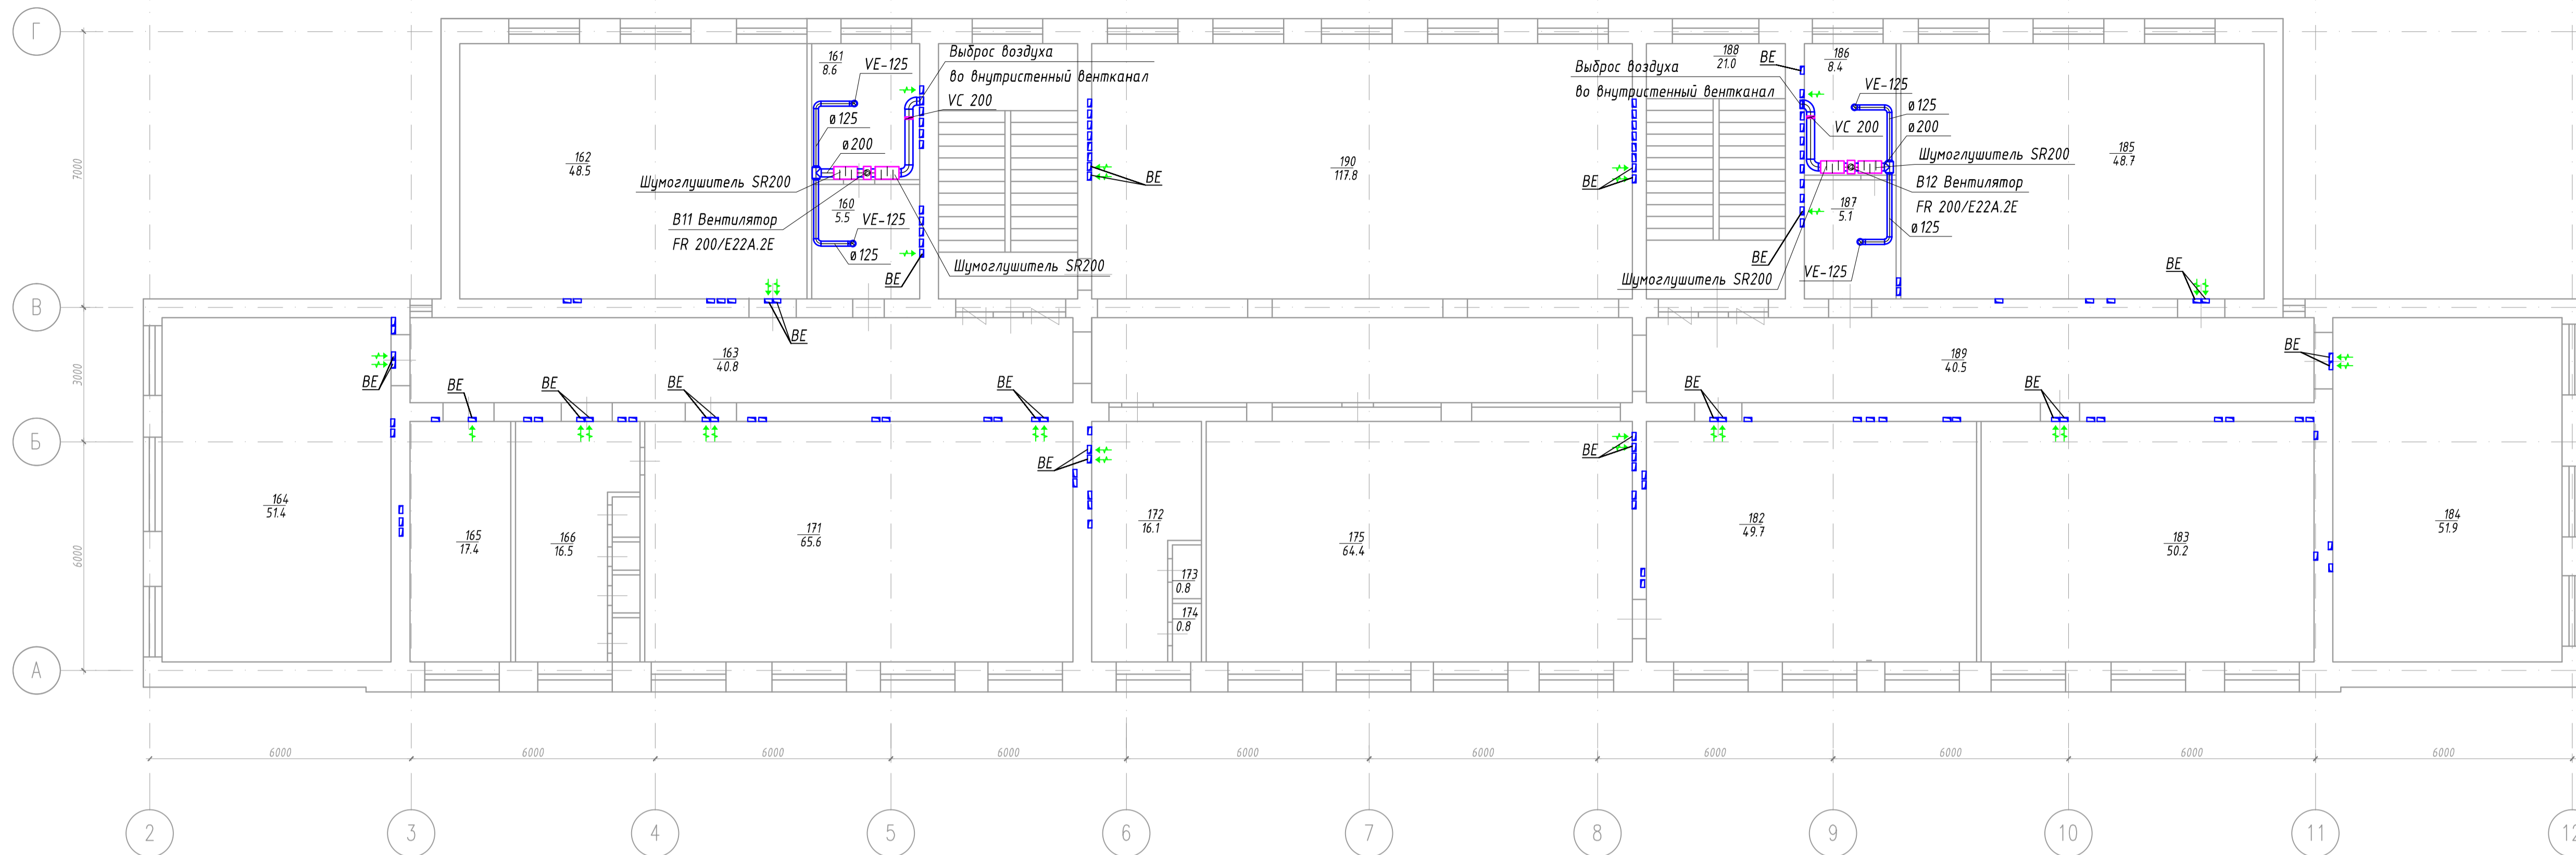 Г
В
Б
А
7000
3000
6000
161
8.6
VE-125
Выброс воздуха
во внутристенный вентканал
VC 200
ø125
ø200
162
48.5
Шумоглушитель SR200
В11 Вентилятор
FR 200/E22A.2E
160
5.5
VE-125
ø125
ВЕ
Шумоглушитель SR200
ВЕ
190
117.8
ВЕ
ВЕ
188
21.0
ВЕ
Выброс воздуха
во внутристенный вентканал
186
8.4
VE-125
ø125
VC 200
ø200
Шумоглушитель SR200
185
48.7
В12 Вентилятор
FR 200/E22A.2E
187
5.1
ø125
ВЕ
VE-125
Шумоглушитель SR200
ВЕ
163
40.8
189
40.5
ВЕ
ВЕ
ВЕ
ВЕ
ВЕ
ВЕ
ВЕ
ВЕ
ВЕ
ВЕ
164
51.4
165
17.4
166
16.5
171
65.6
172
16.1
173
0.8
174
0.8
175
64.4
182
49.7
183
50.2
184
51.9
6000
6000
6000
6000
6000
6000
6000
6000
6000
6000
2
3
4
5
6
7
8
9
10
11
12